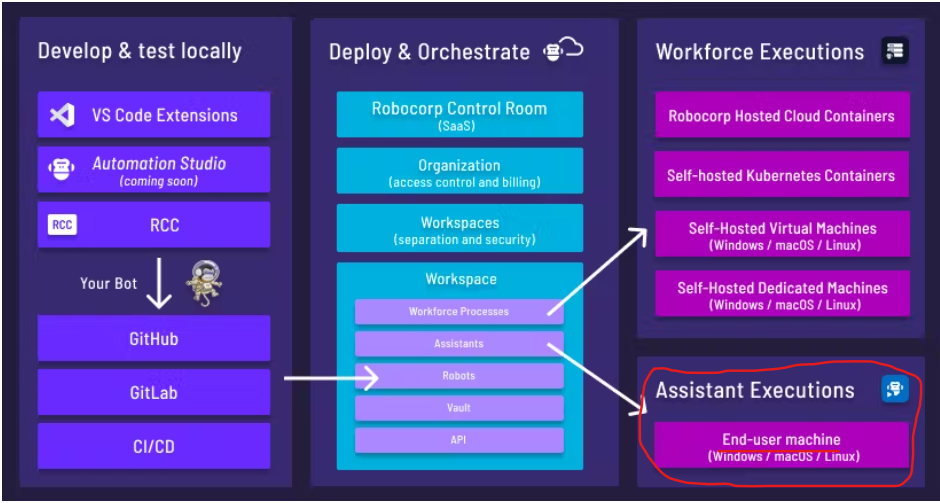 Develop & test locally
VS Code Extensions
Automation Studio
(coming soon)
RCC
RCC
Your Bot
GitHub
GitLab
CI/CD
Deploy & Orchestrate
Robocorp Control Room
(SaaS)
Organization
(access control and billing)
Workspaces
(separation and security)
Workspace
Workforce Processes
Assistants
Robots
Vault
API
Workforce Executions
Robocorp Hosted Cloud Containers
Self-hosted Kubernetes Containers
Self-Hosted Virtual Machines
(Windows / macOS / Linux)
Self-Hosted Dedicated Machines
(Windows / macOS / Linux)
Assistant Executions
End-user machine
(Windows / macOS / Linux)